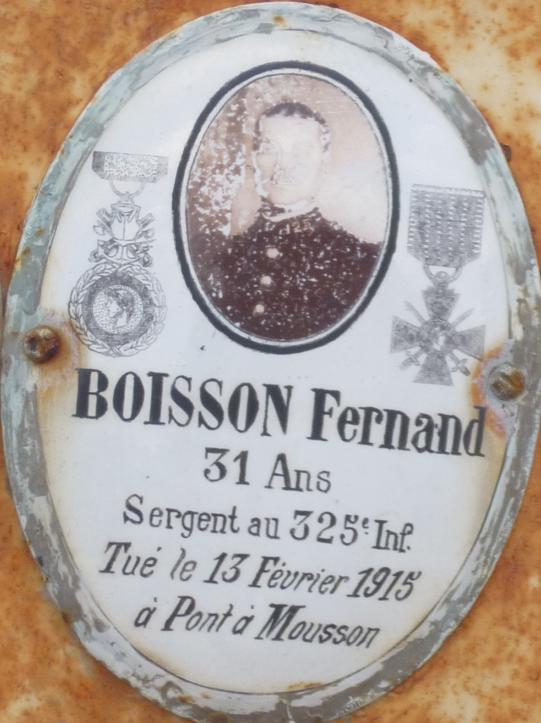 BOISSON Fernand
31 Ans
Sergent au 325e. Inf.
Tué le 13 Février 1915
à Pont à Mousson